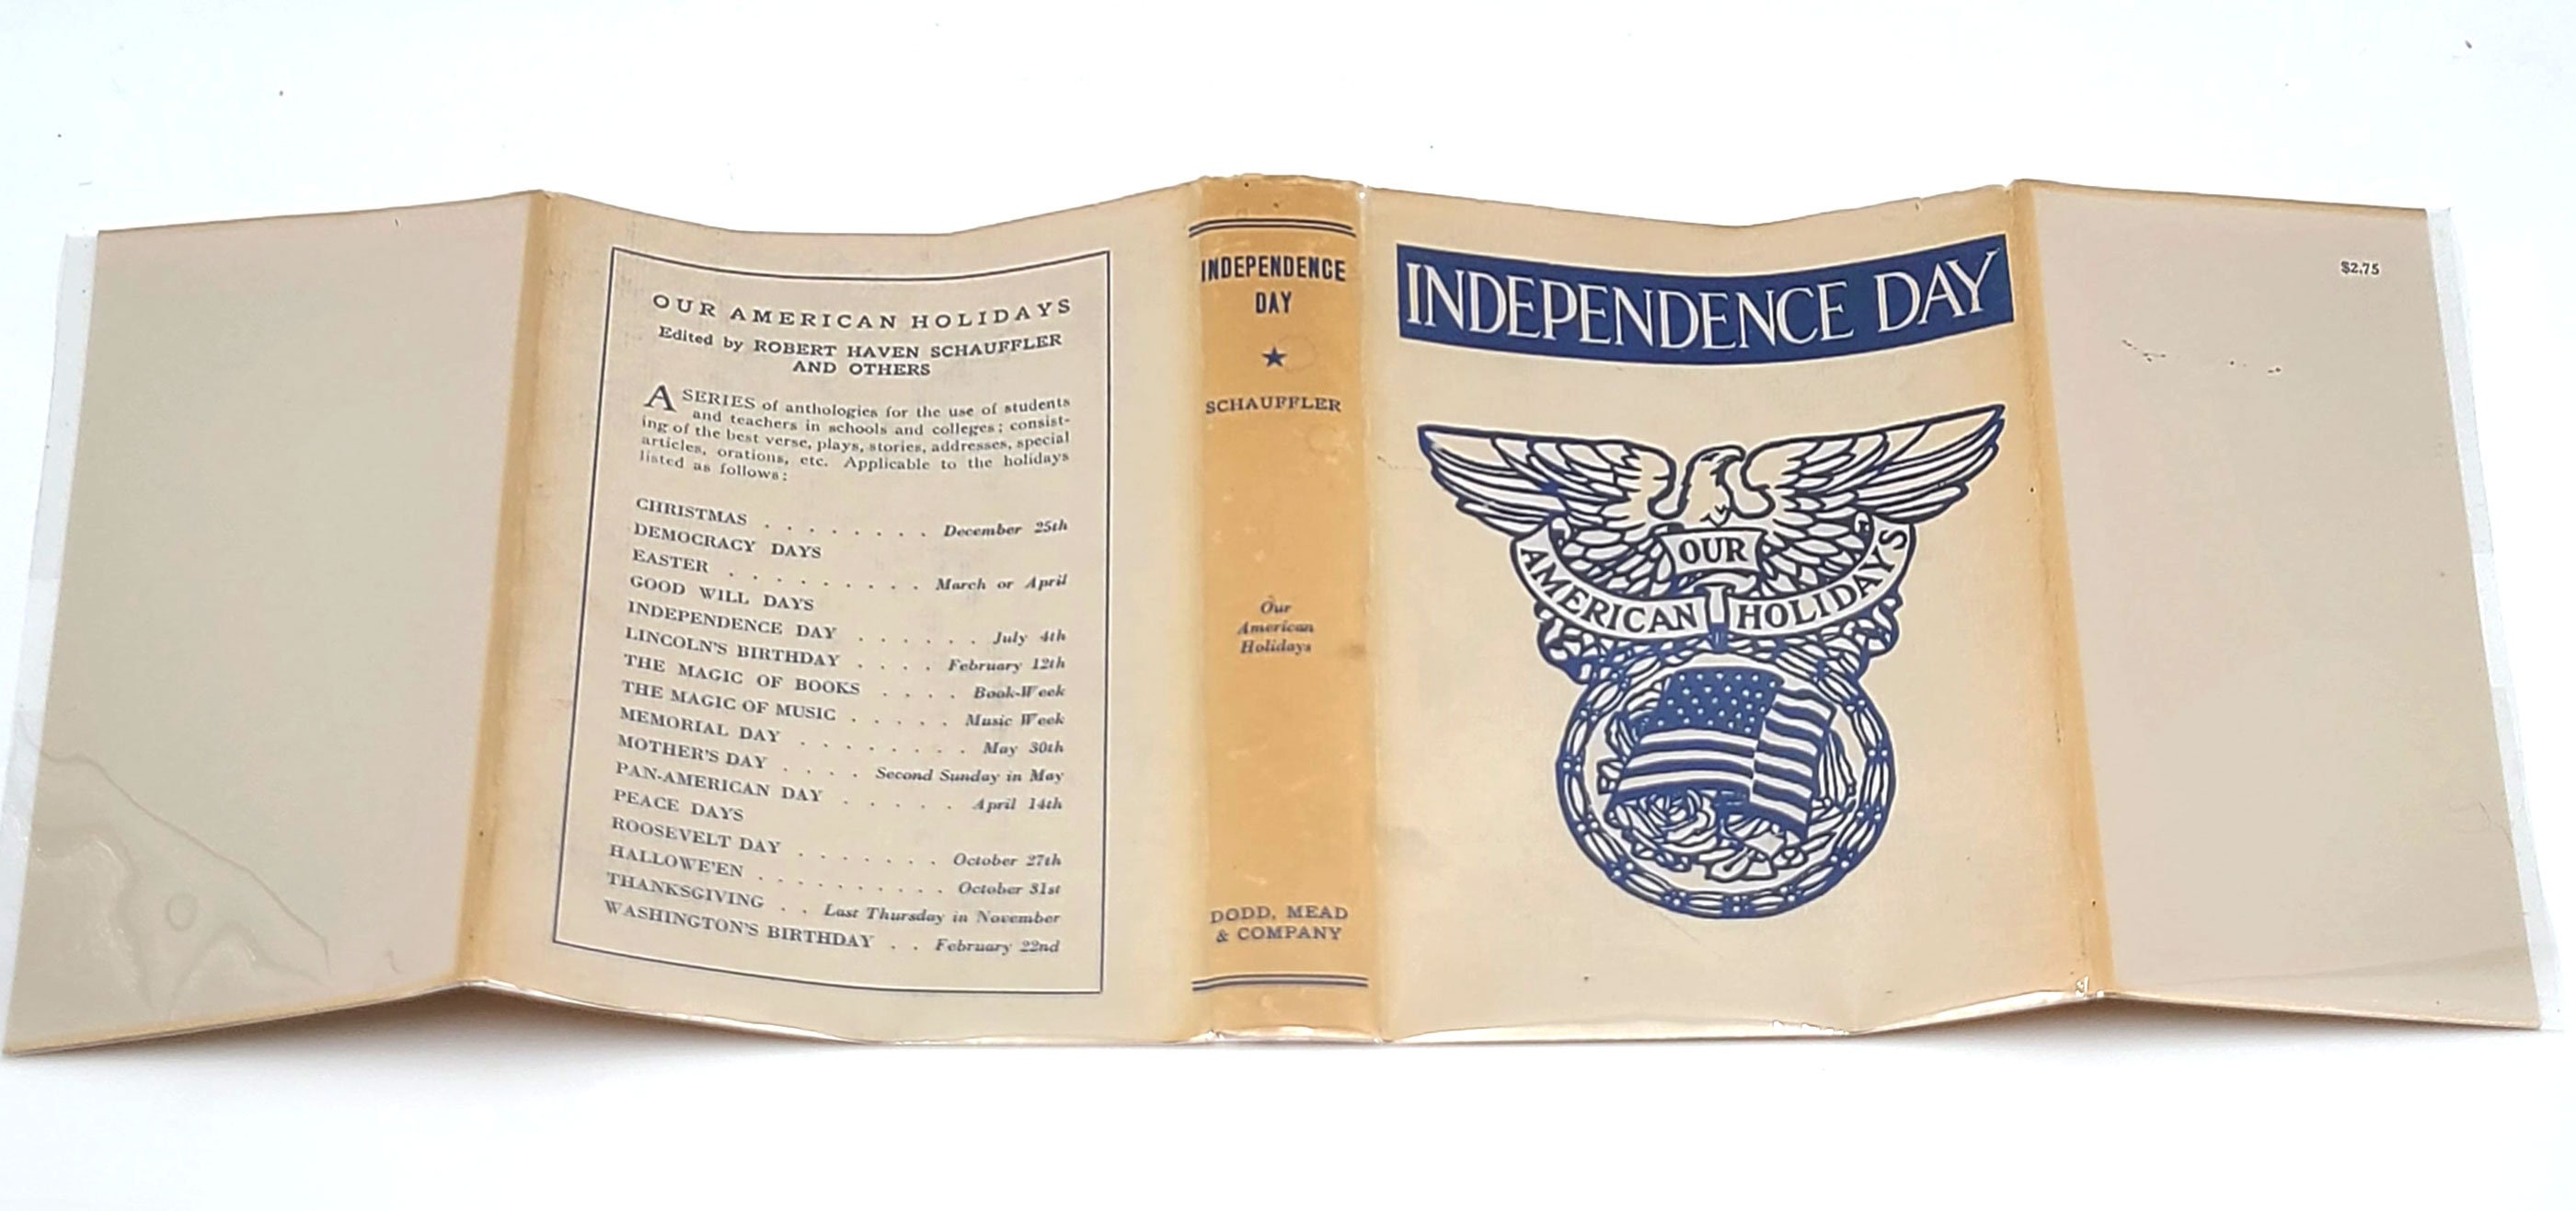 OUR AMERICAN HOLIDAYS
Edited by ROBERT HAVEN SCHAUFFLER
AND OTHERS
A SERIES of anthologies for the use of students
and teachers in schools and colleges; consist-
ing of the best verse, plays, stories, addresses, special
articles, orations, etc. Applicable to the holidays
listed as follows:
CHRISTMAS . . . . . . . December 25th
DEMOCRACY DAYS
EASTER . . . . . . . . . March or April
GOOD WILL DAYS
INDEPENDENCE DAY . . . . . . July 4th
LINCOLN'S BIRTHDAY . . . . February 12th
THE MAGIC OF BOOKS . . . . Book-Week
THE MAGIC OF MUSIC . . . . . Music Week
MEMORIAL DAY . . . . . . . . May 30th
MOTHER'S DAY . . . . Second Sunday in May
PAN-AMERICAN DAY . . . . . April 14th
PEACE DAYS
ROOSEVELT DAY . . . . . . . October 27th
HALLOWE'EN . . . . . . . . . . October 31st
THANKSGIVING . . Last Thursday in November
WASHINGTON'S BIRTHDAY . . February 22nd
INDEPENDENCE
DAY
SCHAUFFLER
Our
American
Holidays
DODD, MEAD
& COMPANY
INDEPENDENCE DAY
OUR
AMERICAN HOLIDAYS
$2.75